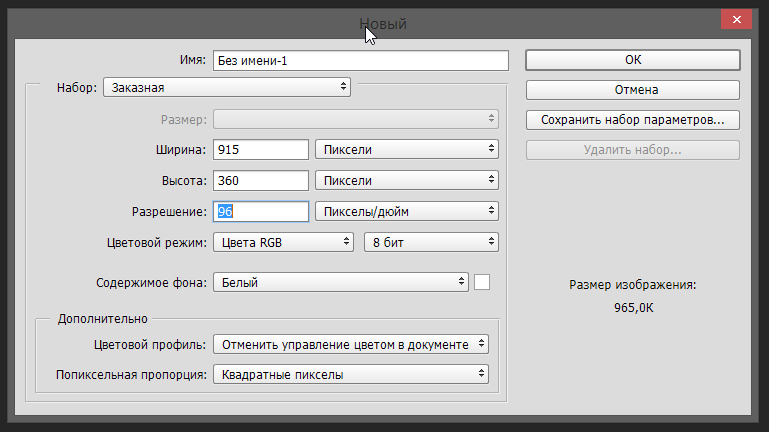 Новый
Имя: Без имени-1
ОК
Набор: Заказная
Отмена
Размер:
Сохранить набор параметров...
Ширина: 915 Пиксели
Удалить набор...
Высота: 360 Пиксели
Разрешение: 96 Пикселы/дюйм
Цветовой режим: Цвета RGB 8 бит
Содержимое фона: Белый
Размер изображения:
965,0K
Дополнительно
Цветовой профиль: Отменить управление цветом в документе
Попиксельная пропорция: Квадратные пикселы